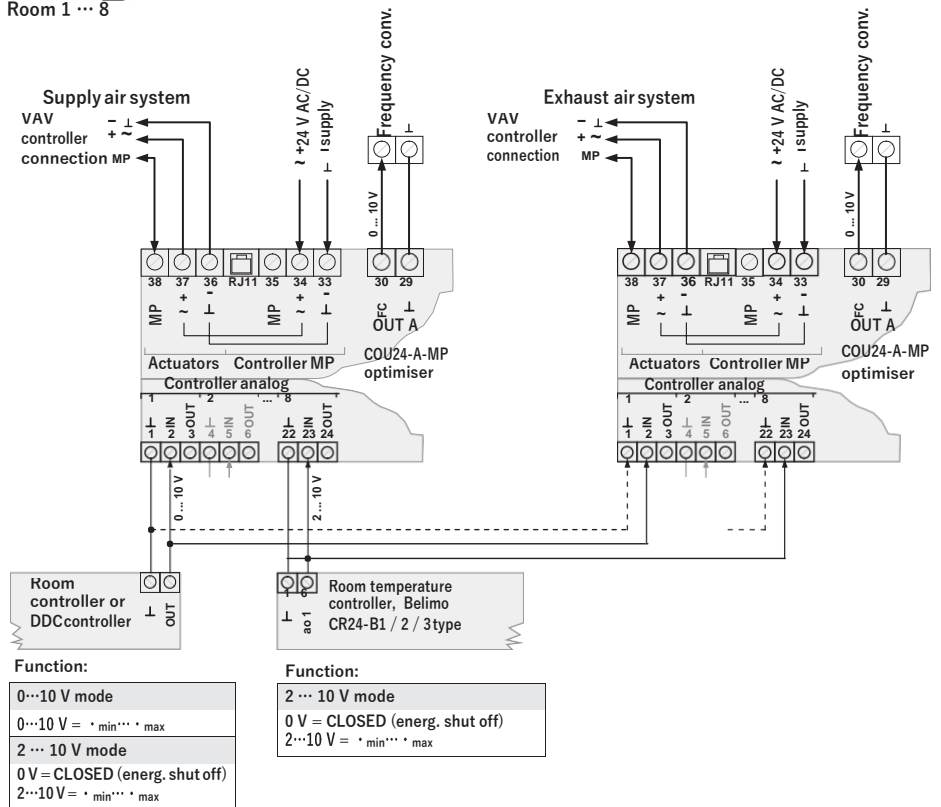 Room 1 ··· 8
Supply air system
VAV
controller
connection MP
- ⊥
+ ~
~ +24 V AC/DC
⊥ – supply
Frequency conv.
⊥
0 ... 10 V
38 37 36 RJ11 35 34 33 30 29
MP ~ + ⊥ - MP ~ + ⊥ - FC ⊥
OUT A
Actuators Controller MP
COU24-A-MP
optimiser
Controller analog
1 2 ... 8
⊥ IN OUT ⊥ IN OUT ⊥ IN OUT
1 2 3 4 5 6 22 23 24
0 ... 10 V
2 ... 10 V
Exhaust air system
VAV
controller
connection MP
- ⊥
+ ~
~ +24 V AC/DC
⊥ – supply
Frequency conv.
⊥
0 ... 10 V
38 37 36 RJ11 35 34 33 30 29
MP ~ + ⊥ - MP ~ + ⊥ - FC ⊥
OUT A
Actuators Controller MP
COU24-A-MP
optimiser
Controller analog
1 2 ... 8
⊥ IN OUT ⊥ IN OUT ⊥ IN OUT
1 2 3 4 5 6 22 23 24
Room
controller or
DDC controller
⊥ OUT
1 6
⊥ ao 1
Room temperature
controller, Belimo
CR24-B1 / 2 / 3 type
Function:
0···10 V mode
0···10 V = · min··· · max
2 ··· 10 V mode
0 V = CLOSED (energ. shut off)
2···10 V = · min··· · max
Function:
2 ··· 10 V mode
0 V = CLOSED (energ. shut off)
2···10 V = · min··· · max